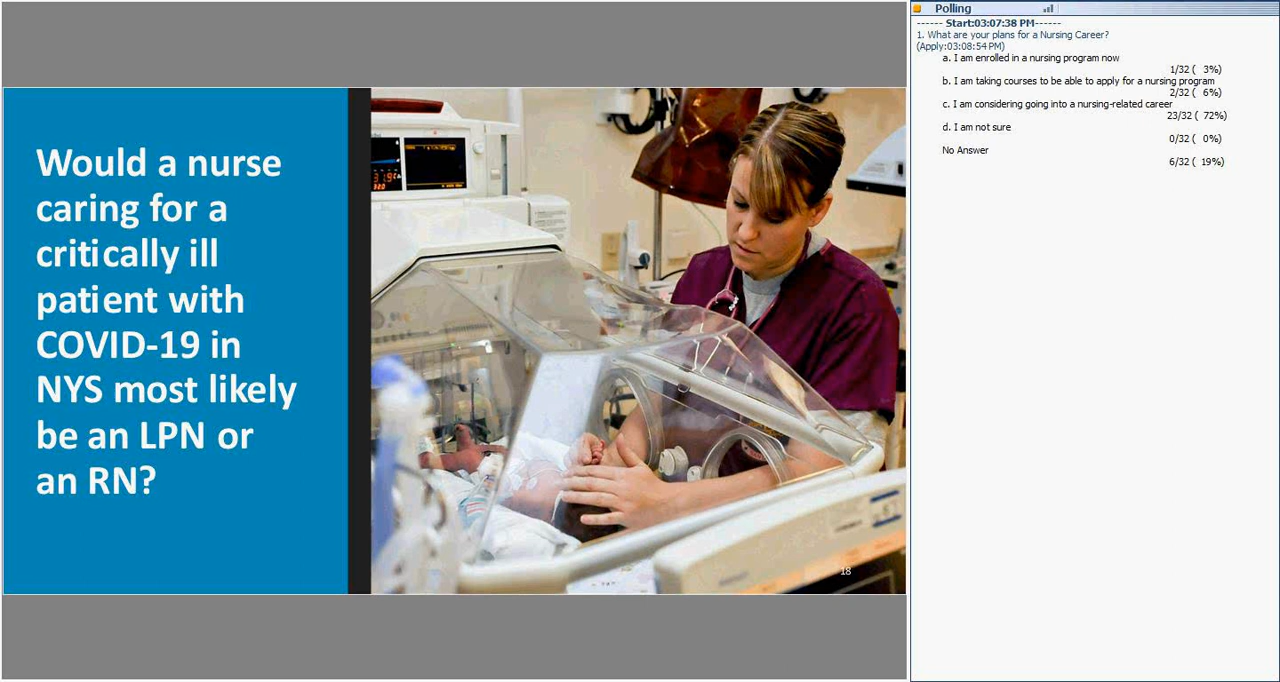 Would a nurse
caring for a
critically ill
patient with
COVID-19 in
NYS most likely
be an LPN or
an RN?
18
Polling
------ Start:03:07:38 PM------
1. What are your plans for a Nursing Career?
(Apply:03:08:54 PM)
a. I am enrolled in a nursing program now
1/32 ( 3%)
b. I am taking courses to be able to apply for a nursing program
2/32 ( 6%)
c. I am considering going into a nursing-related career
23/32 ( 72%)
d. I am not sure
0/32 ( 0%)
No Answer
6/32 ( 19%)